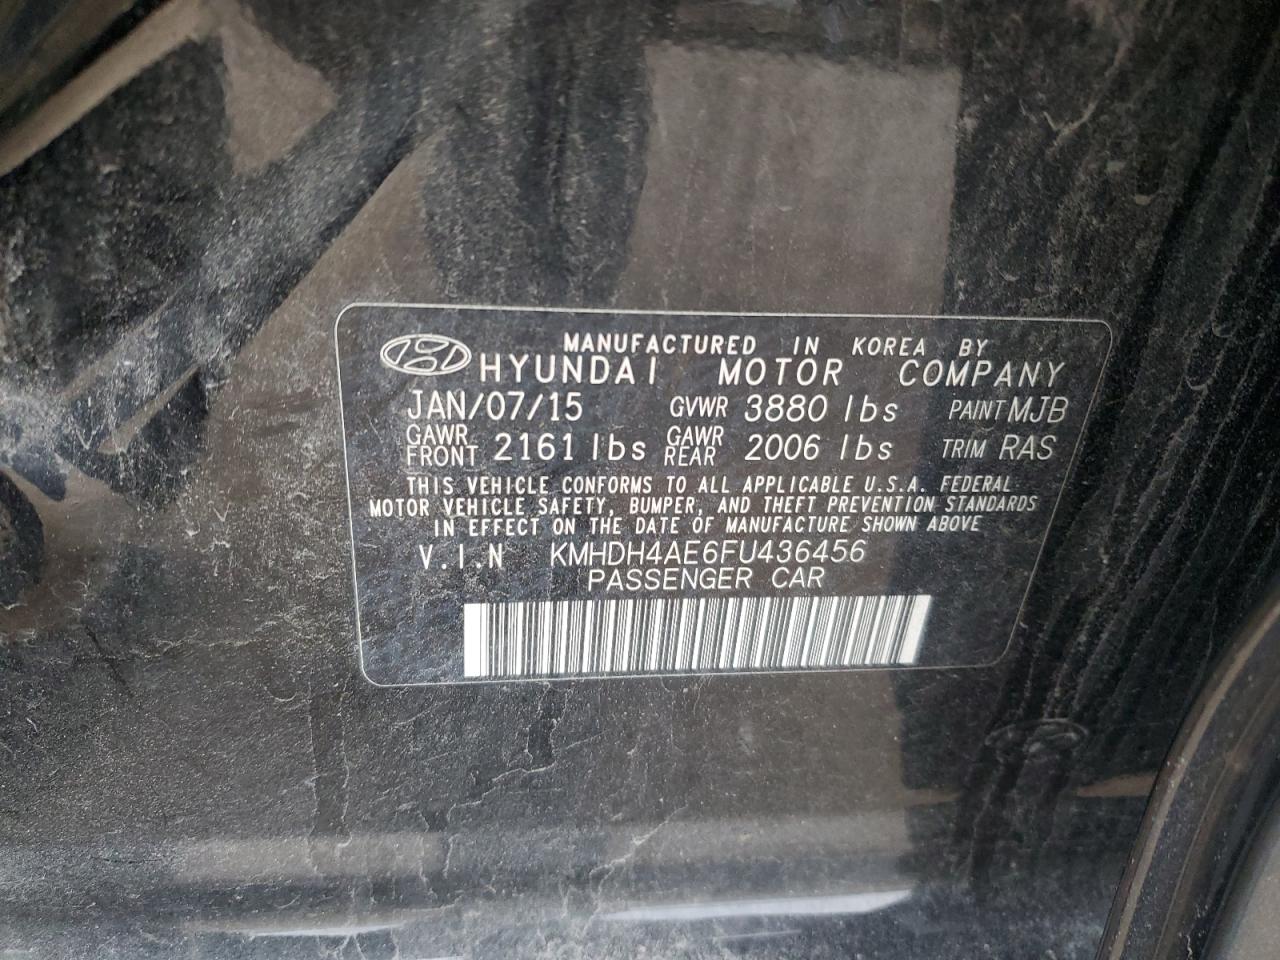 MANUFACTURED IN KOREA BY
HYUNDAI MOTOR COMPANY
JAN/07/15 GVWR 3880 lbs PAINT MJB
GAWR FRONT 2161 lbs GAWR REAR 2006 lbs TRIM RAS
THIS VEHICLE CONFORMS TO ALL APPLICABLE U.S.A. FEDERAL
MOTOR VEHICLE SAFETY, BUMPER, AND THEFT PREVENTION STANDARDS
IN EFFECT ON THE DATE OF MANUFACTURE SHOWN ABOVE
V.I.N KMHDH4AE6FU436456
PASSENGER CAR